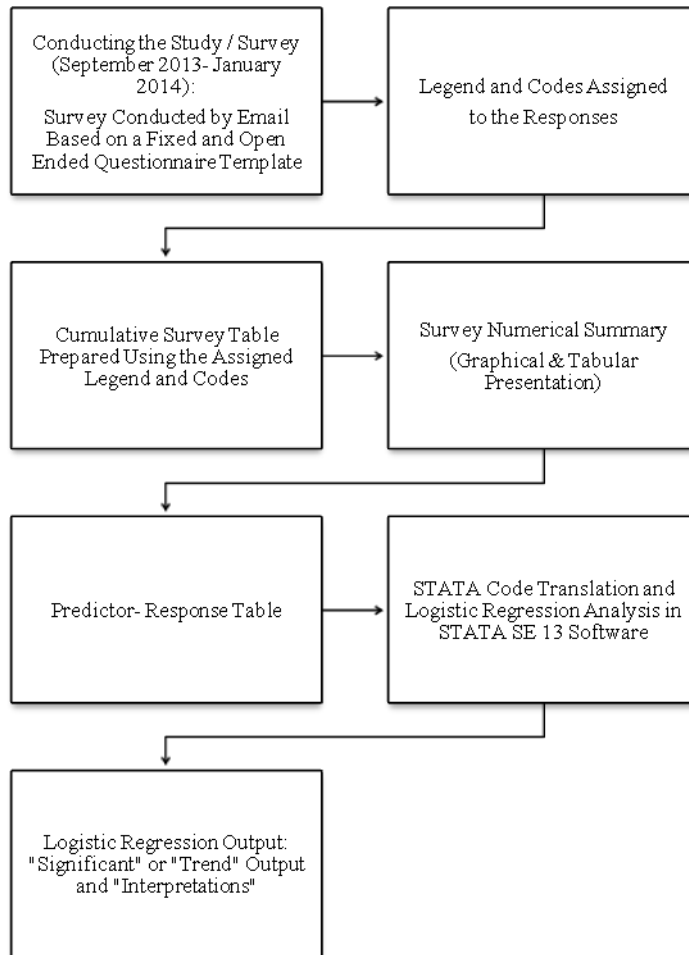 Conducting the Study / Survey
(September 2013- January
2014):
Survey Conducted by Email
Based on a Fixed and Open
Ended Questionnaire Template
Legend and Codes Assigned
to the Responses
Cumulative Survey Table
Prepared Using the Assigned
Legend and Codes
Survey Numerical Summary
(Graphical & Tabular
Presentation)
Predictor- Response Table
STATA Code Translation and
Logistic Regression Analysis in
STATA SE 13 Software
Logistic Regression Output:
"Significant" or "Trend" Output
and "Interpretations"